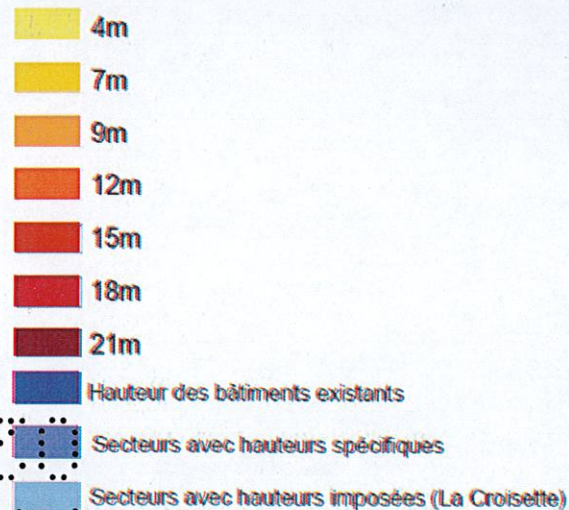 4m
7m
9m
12m
15m
18m
21m
Hauteur des bâtiments existants
Secteurs avec hauteurs spécifiques
Secteurs avec hauteurs imposées (La Croisette)